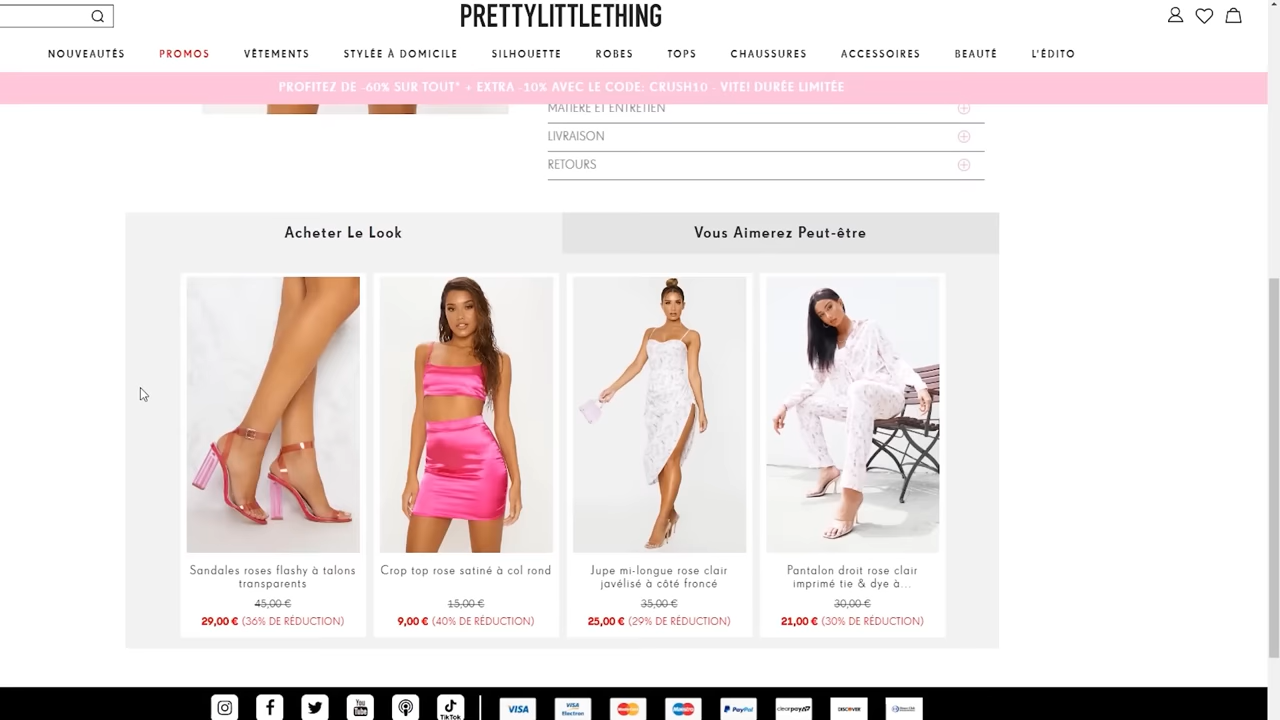 PRETTYLITTLETHING
NOUVEAUTÉS PROMOS VÊTEMENTS STYLÉE À DOMICILE SILHOUETTE ROBES TOPS CHAUSSURES ACCESSOIRES BEAUTÉ L'ÉDITO
PROFITEZ DE -60% SUR TOUT* + EXTRA -10% AVEC LE CODE: CRUSH10 - VITE! DURÉE LIMITÉE
MATIÈRE ET ENTRETIEN
LIVRAISON
RETOURS
Acheter Le Look
Vous Aimerez Peut-être
Sandales roses flashy à talons
transparents
45,00 €
29,00 € (36% DE RÉDUCTION)
Crop top rose satiné à col rond
15,00 €
9,00 € (40% DE RÉDUCTION)
Jupe mi-longue rose clair
javélisé à côté froncé
35,00 €
25,00 € (29% DE RÉDUCTION)
Pantalon droit rose clair
imprimé tie & dye à...
30,00 €
21,00 € (30% DE RÉDUCTION)
You
Tube
TikTok
VISA
VISA
Electron
MasterCard
Maestro
PayPal
clearpay
DISCOVER